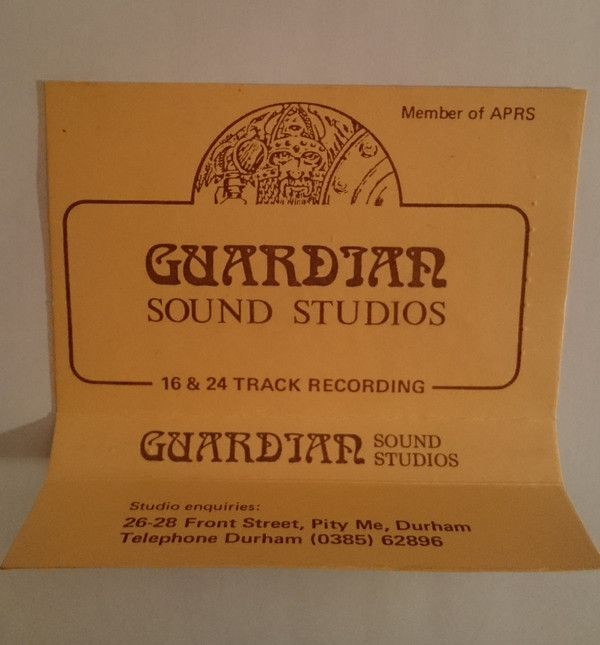 Member of APRS
GUARDIAN
SOUND STUDIOS
16 & 24 TRACK RECORDING
GUARDIAN SOUND
STUDIOS
Studio enquiries:
26-28 Front Street, Pity Me, Durham
Telephone Durham (0385) 62896